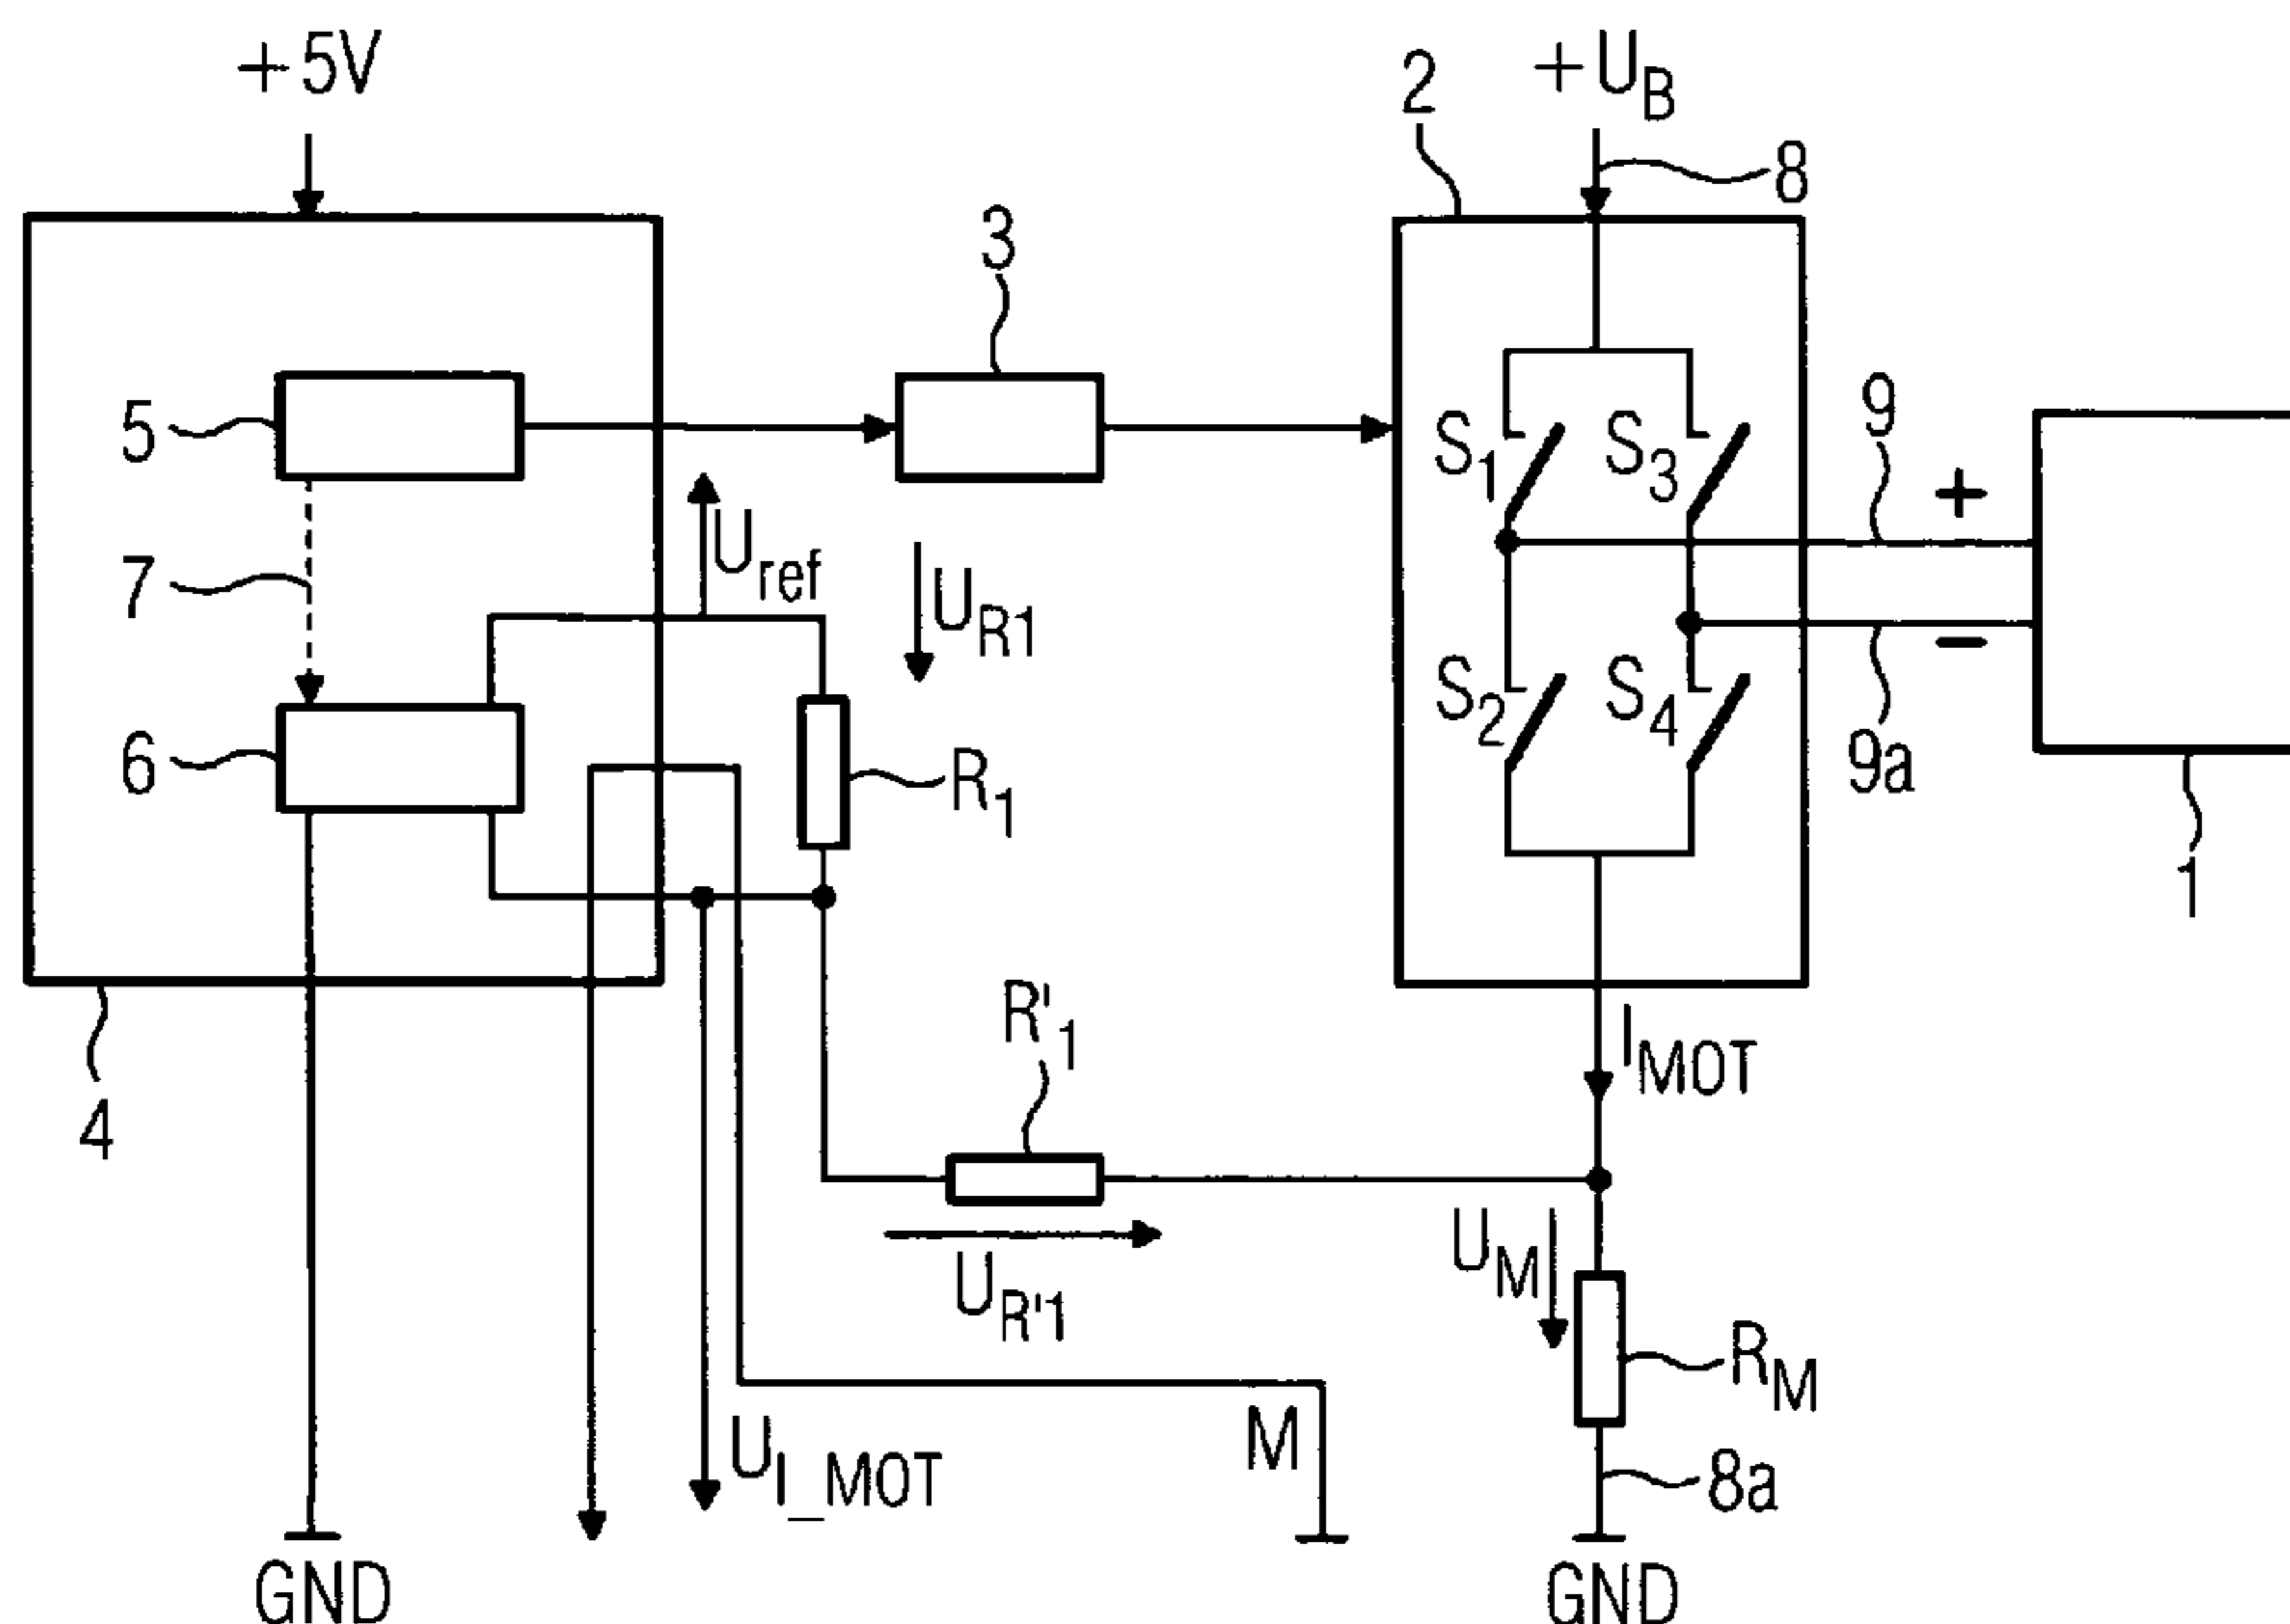 +5V
2
+U_B
8
3
5
S_1
S_3
9
+
U_ref
7
U_R1
−
S_2
S_4
6
R_1
9a
1
R'_1
I_MOT
4
U_M
U_R'1
R_M
M
U_I_MOT
8a
GND
GND